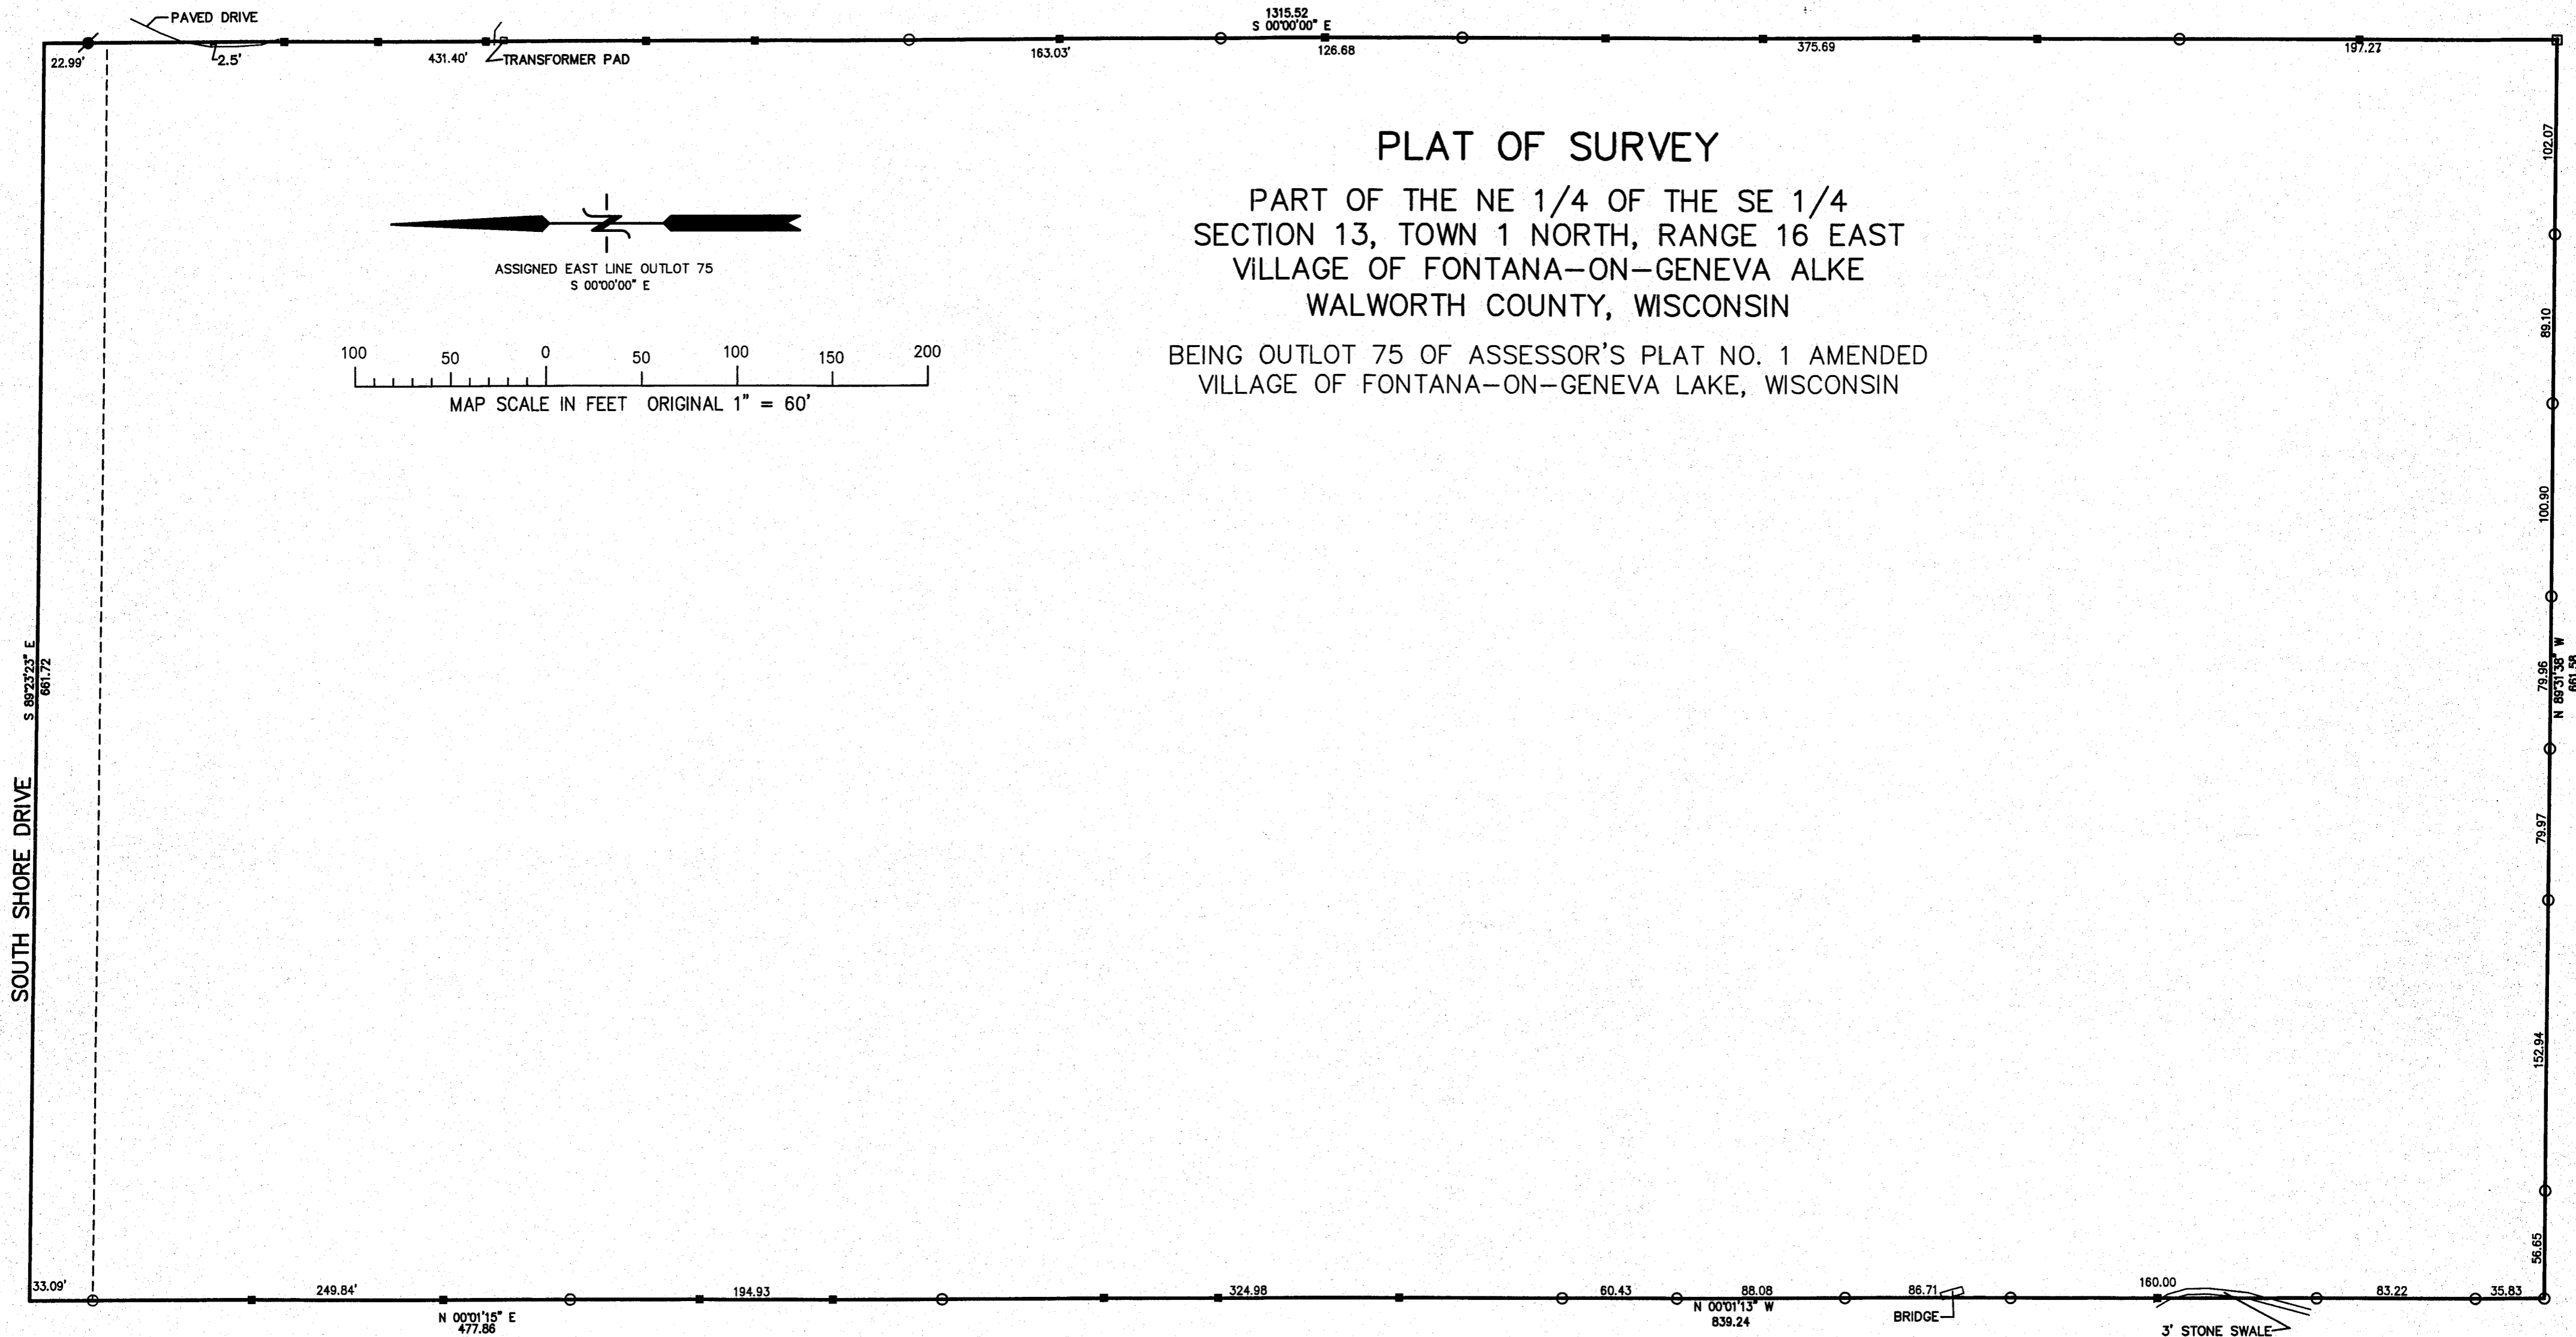 PAVED DRIVE
1315.52
S 00°00'00" E
22.99'
2.5'
431.40'
TRANSFORMER PAD
163.03'
126.68
375.69
197.27
PLAT OF SURVEY
PART OF THE NE 1/4 OF THE SE 1/4
SECTION 13, TOWN 1 NORTH, RANGE 16 EAST
VILLAGE OF FONTANA-ON-GENEVA ALKE
WALWORTH COUNTY, WISCONSIN
BEING OUTLOT 75 OF ASSESSOR'S PLAT NO. 1 AMENDED
VILLAGE OF FONTANA-ON-GENEVA LAKE, WISCONSIN
N
ASSIGNED EAST LINE OUTLOT 75
S 00°00'00" E
100 50 0 50 100 150 200
MAP SCALE IN FEET ORIGINAL 1" = 60'
102.07
89.10
100.90
79.96
N 89°31'38" W
661.58
79.97
152.94
56.65
S 89°23'23" E
661.72
SOUTH SHORE DRIVE
33.09'
249.84'
194.93
324.98
60.43
88.08
86.71
160.00
83.22
35.83
N 00°01'15" E
477.86
N 00°01'13" W
839.24
BRIDGE
3' STONE SWALE